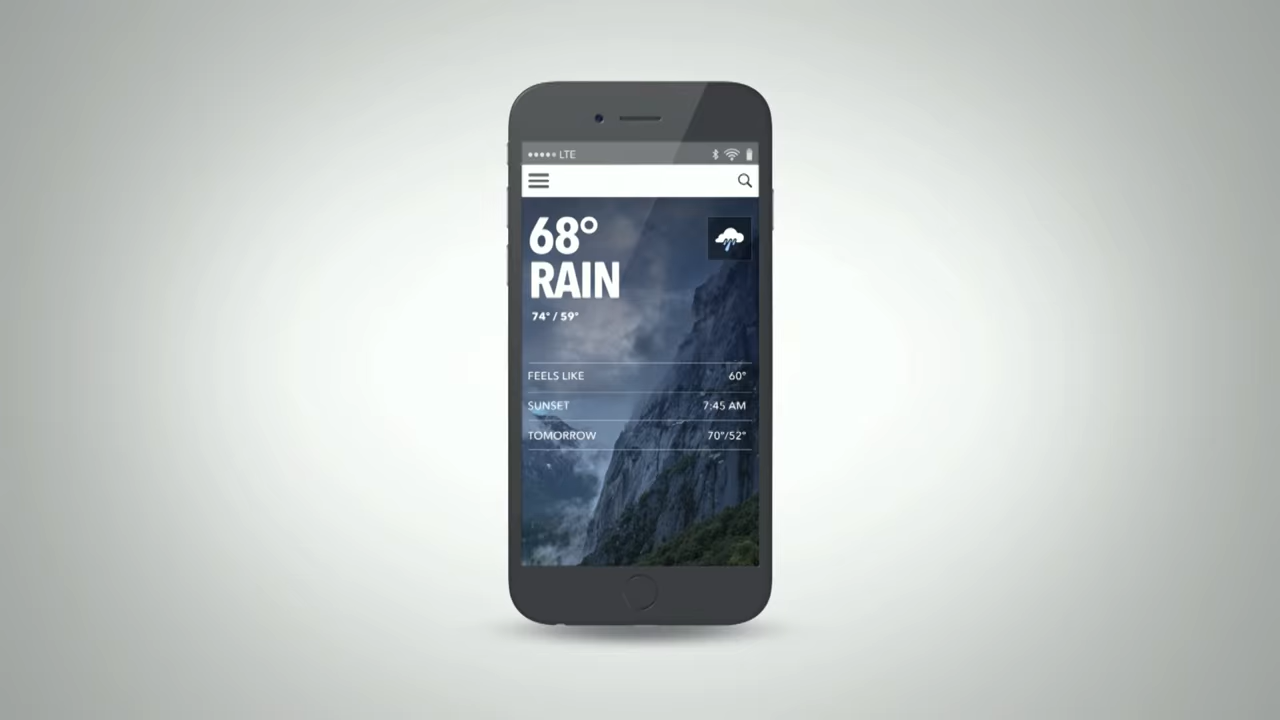 ●●●●● LTE
68°
RAIN
74° / 59°
FEELS LIKE 60°
SUNSET 7:45 AM
TOMORROW 70°/52°